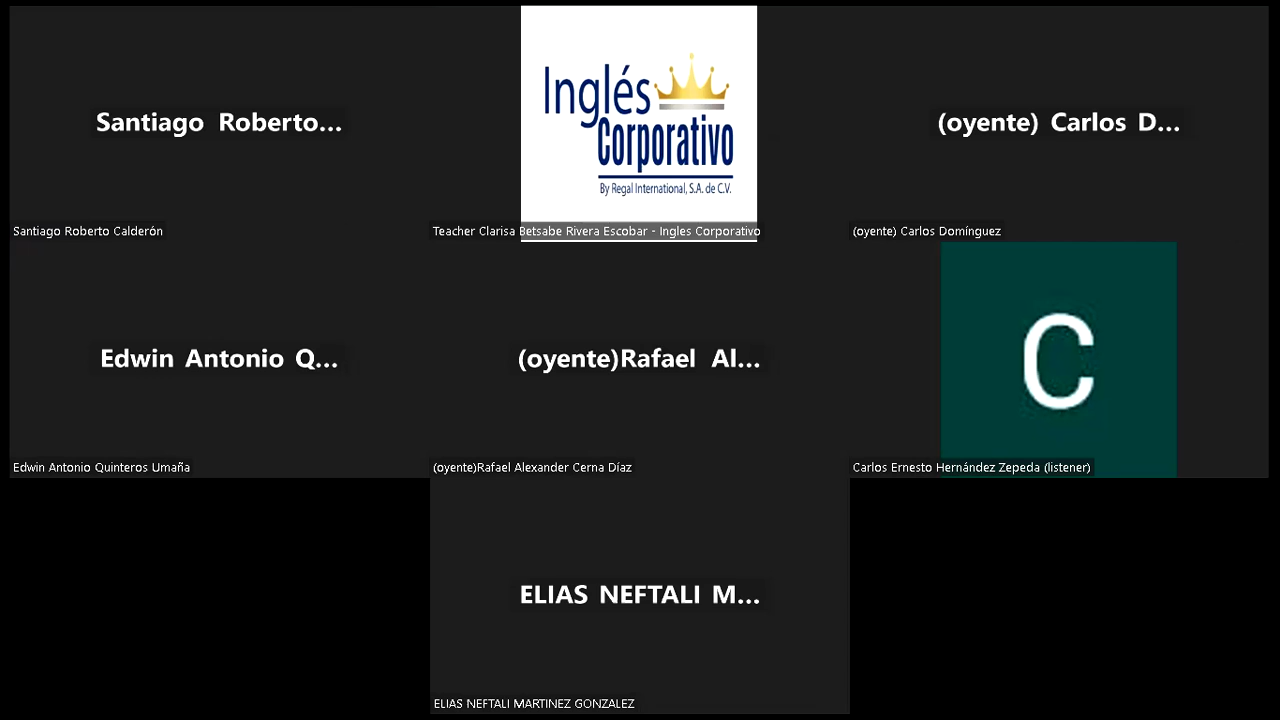 Santiago Roberto...
Santiago Roberto Calderón
Inglés
Corporativo
By Regal International, S.A. de C.V.
Teacher Clarisa Betsabe Rivera Escobar - Ingles Corporativo
(oyente) Carlos D...
(oyente) Carlos Domínguez
Edwin Antonio Q...
Edwin Antonio Quinteros Umaña
(oyente)Rafael Al...
(oyente)Rafael Alexander Cerna Díaz
C
Carlos Ernesto Hernández Zepeda (listener)
ELIAS NEFTALI M...
ELIAS NEFTALI MARTINEZ GONZALEZ